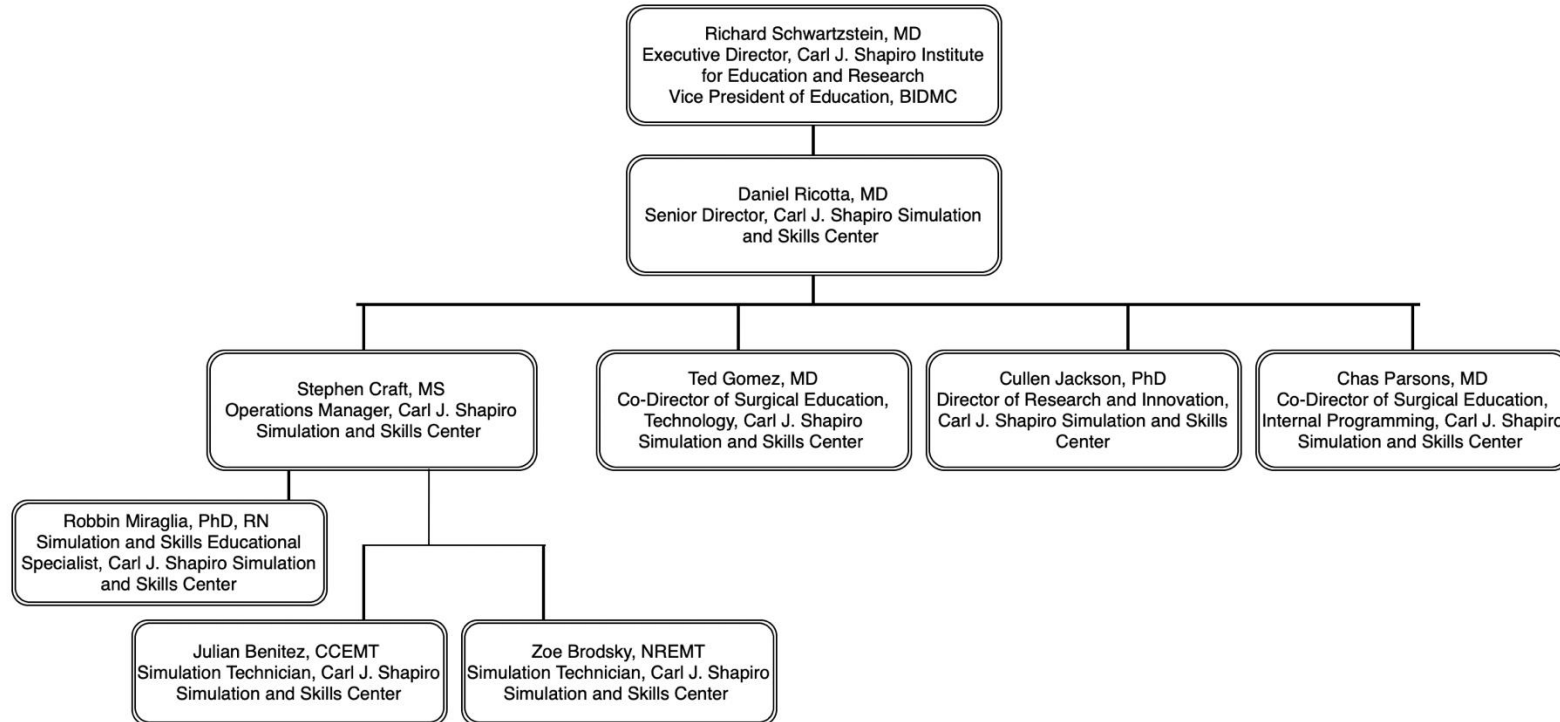 Richard Schwartzstein, MD
Executive Director, Carl J. Shapiro Institute
for Education and Research
Vice President of Education, BIDMC
Daniel Ricotta, MD
Senior Director, Carl J. Shapiro Simulation
and Skills Center
Stephen Craft, MS
Operations Manager, Carl J. Shapiro
Simulation and Skills Center
Ted Gomez, MD
Co-Director of Surgical Education,
Technology, Carl J. Shapiro
Simulation and Skills Center
Cullen Jackson, PhD
Director of Research and Innovation,
Carl J. Shapiro Simulation and Skills
Center
Chas Parsons, MD
Co-Director of Surgical Education,
Internal Programming, Carl J. Shapiro
Simulation and Skills Center
Robbin Miraglia, PhD, RN
Simulation and Skills Educational
Specialist, Carl J. Shapiro Simulation
and Skills Center
Julian Benitez, CCEMT
Simulation Technician, Carl J. Shapiro
Simulation and Skills Center
Zoe Brodsky, NREMT
Simulation Technician, Carl J. Shapiro
Simulation and Skills Center